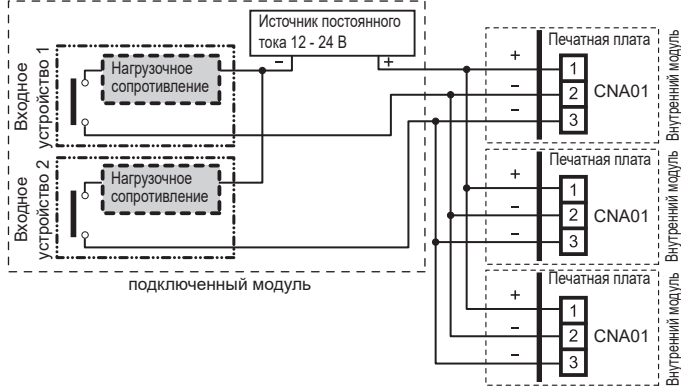 Источник постоянного
тока 12 - 24 В
–
+
Входное
устройство 1
Нагрузочное
сопротивление
Входное
устройство 2
Нагрузочное
сопротивление
подключенный модуль
Печатная плата
+
–
–
1
2
3
CNA01
Внутренний модуль
Печатная плата
+
–
–
1
2
3
CNA01
Внутренний модуль
Печатная плата
+
–
–
1
2
3
CNA01
Внутренний модуль